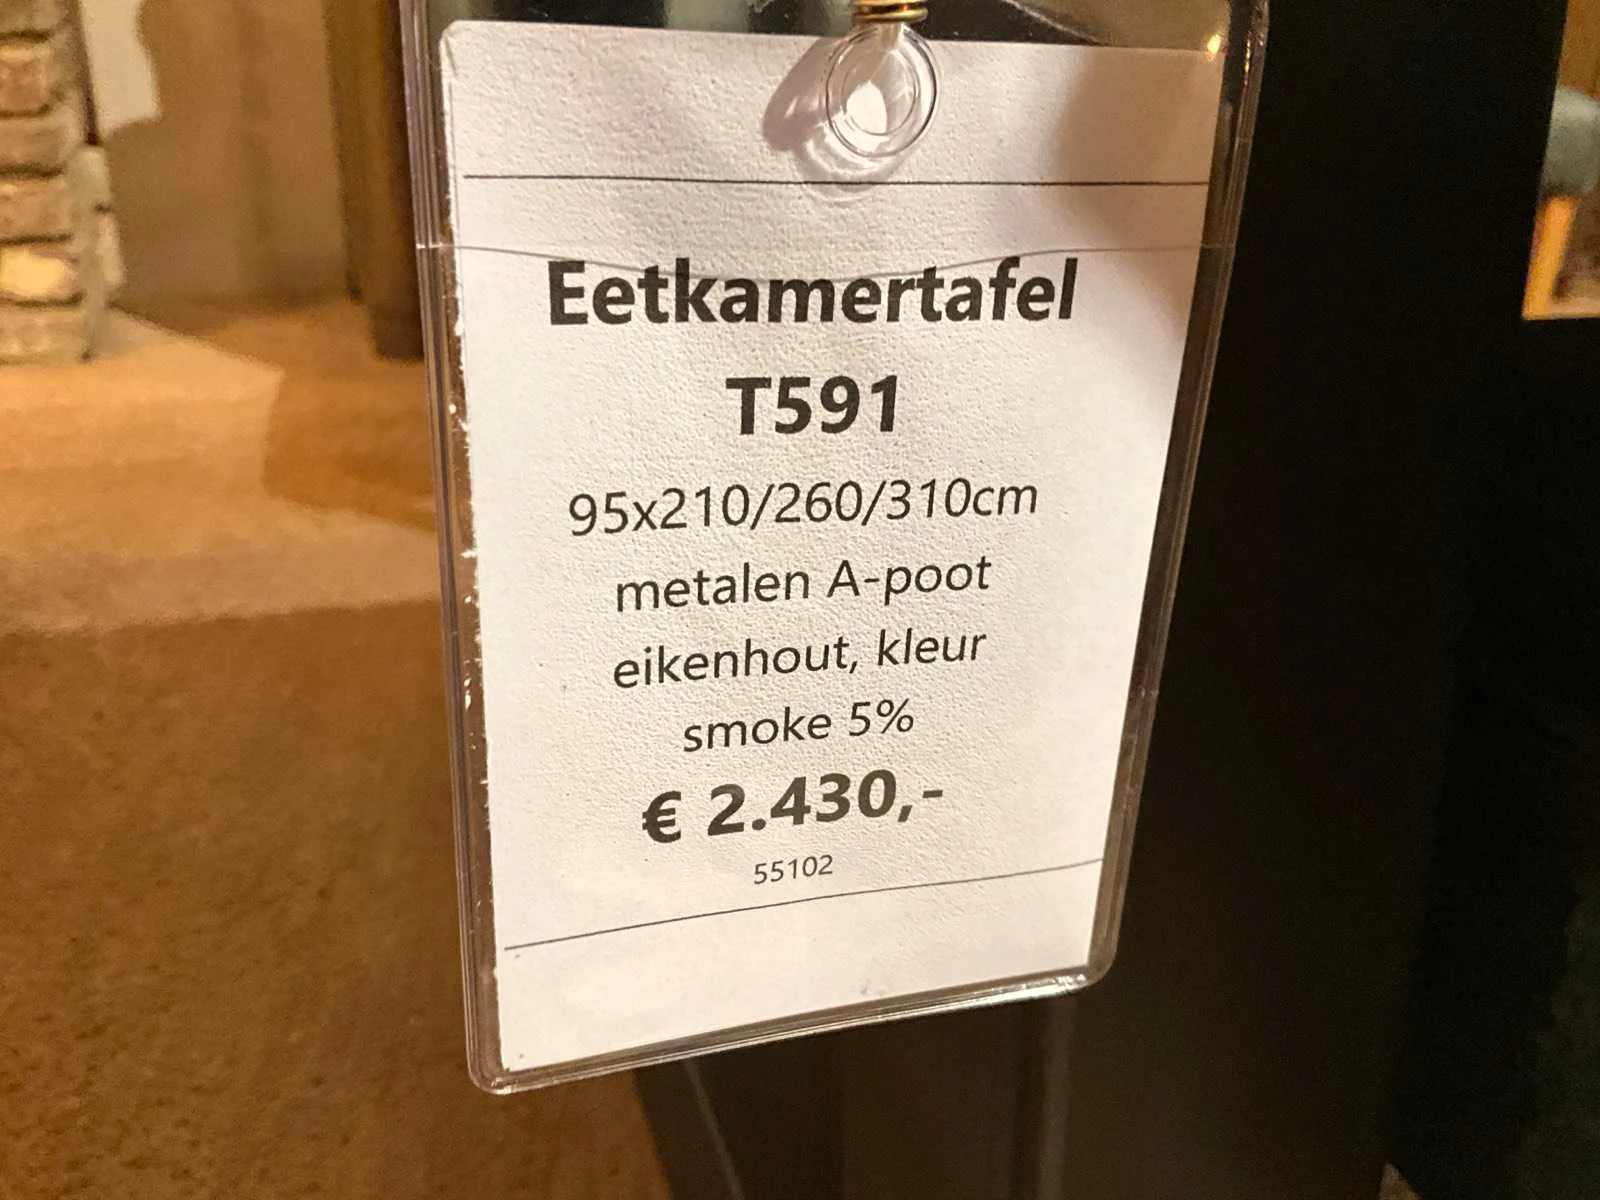 Eetkamertafel
T591
95x210/260/310cm
metalen A-poot
eikenhout, kleur
smoke 5%
€ 2.430,-
55102